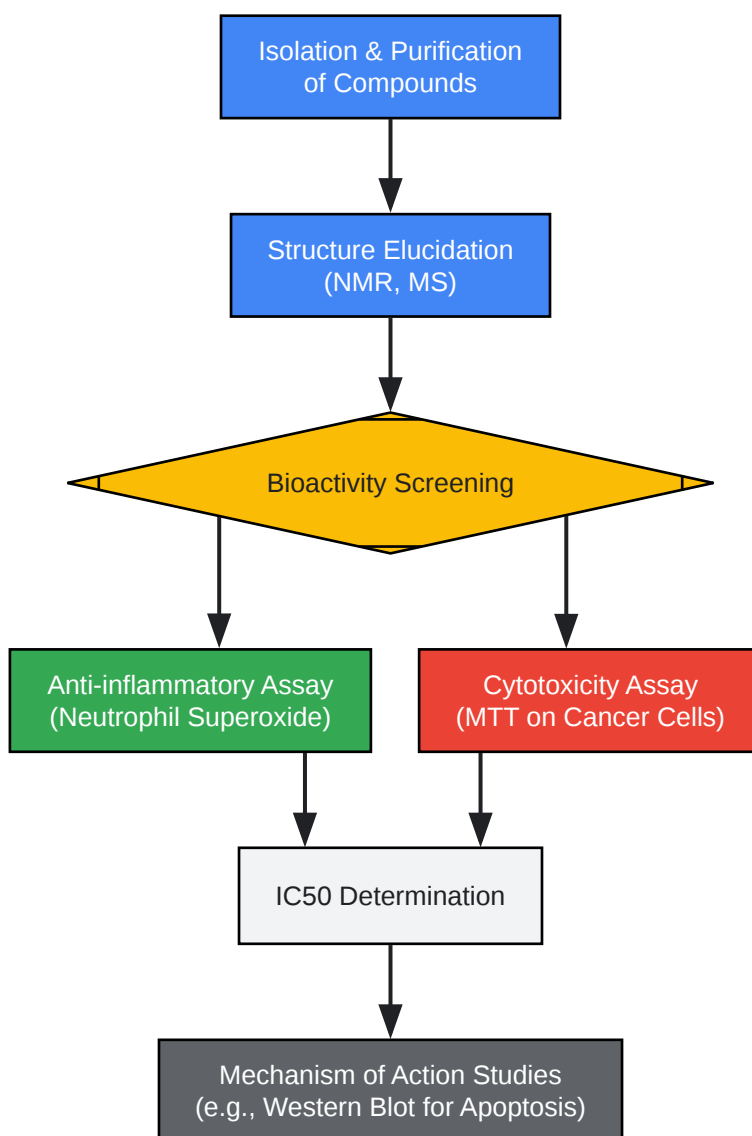 Isolation & Purification
of Compounds
Structure Elucidation
(NMR, MS)
Bioactivity Screening
Anti-inflammatory Assay
(Neutrophil Superoxide)
Cytotoxicity Assay
(MTT on Cancer Cells)
IC50 Determination
Mechanism of Action Studies
(e.g., Western Blot for Apoptosis)